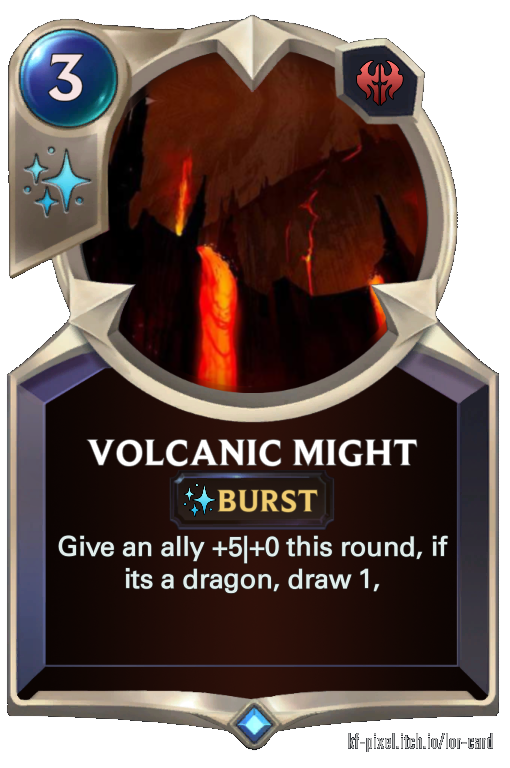 3
VOLCANIC MIGHT
BURST
Give an ally +5|+0 this round, if
its a dragon, draw 1,
kf-pixel.itch.io/lor-card